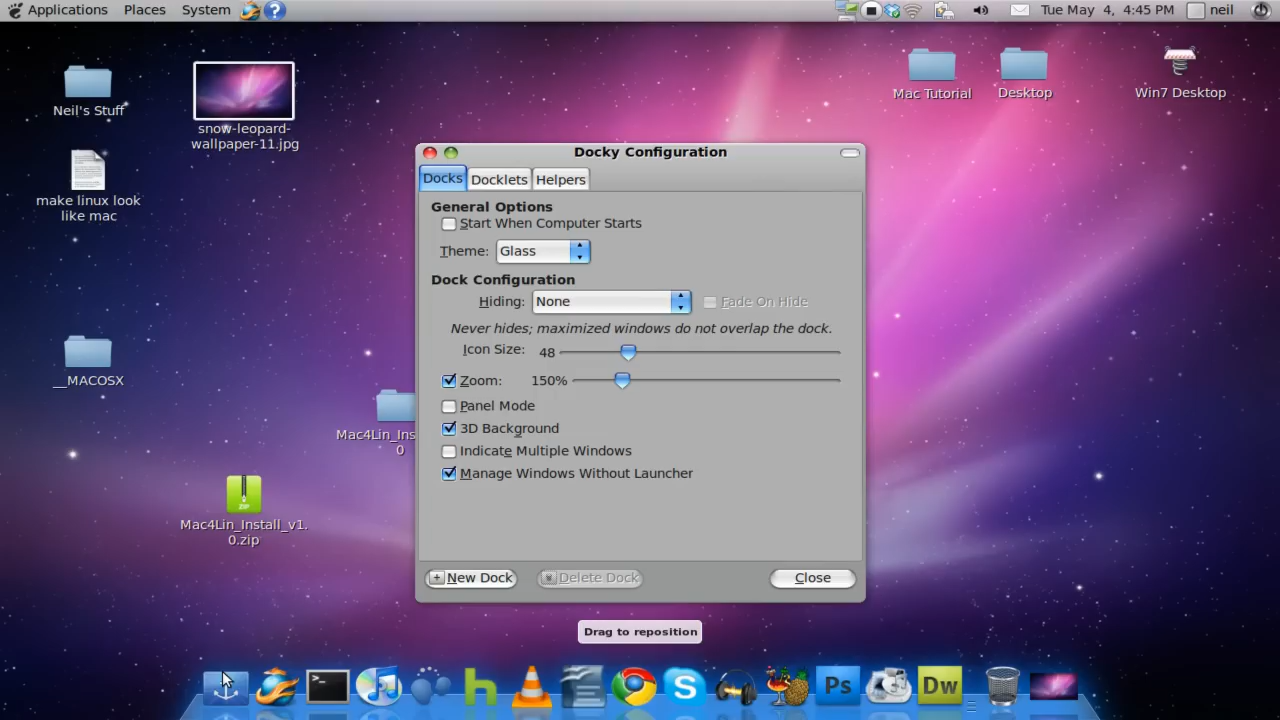 Applications Places System ? Tue May 4, 4:45 PM neil
Neil's Stuff
snow-leopard-
wallpaper-11.jpg
Mac Tutorial
Desktop
Win7 Desktop
make linux look
like mac
__MACOSX
Mac4Lin_Ins
0
ZIP
Mac4Lin_Install_v1.
0.zip
Docky Configuration
Docks Docklets Helpers
General Options
Start When Computer Starts
Theme: Glass
Dock Configuration
Hiding: None Fade On Hide
Never hides; maximized windows do not overlap the dock.
Icon Size: 48
Zoom: 150%
Panel Mode
3D Background
Indicate Multiple Windows
Manage Windows Without Launcher
New Dock Delete Dock Close
Drag to reposition
>_ h S Ps Dw